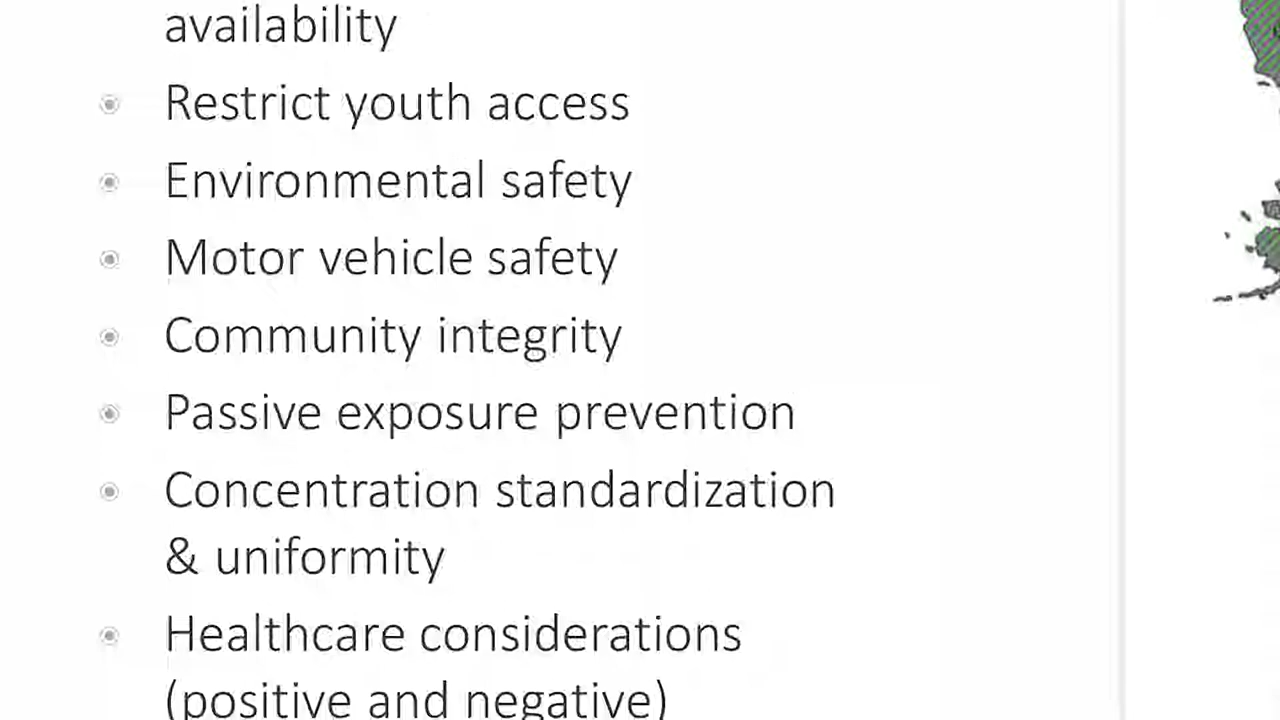 availability
Restrict youth access
Environmental safety
Motor vehicle safety
Community integrity
Passive exposure prevention
Concentration standardization
& uniformity
Healthcare considerations
(positive and negative)